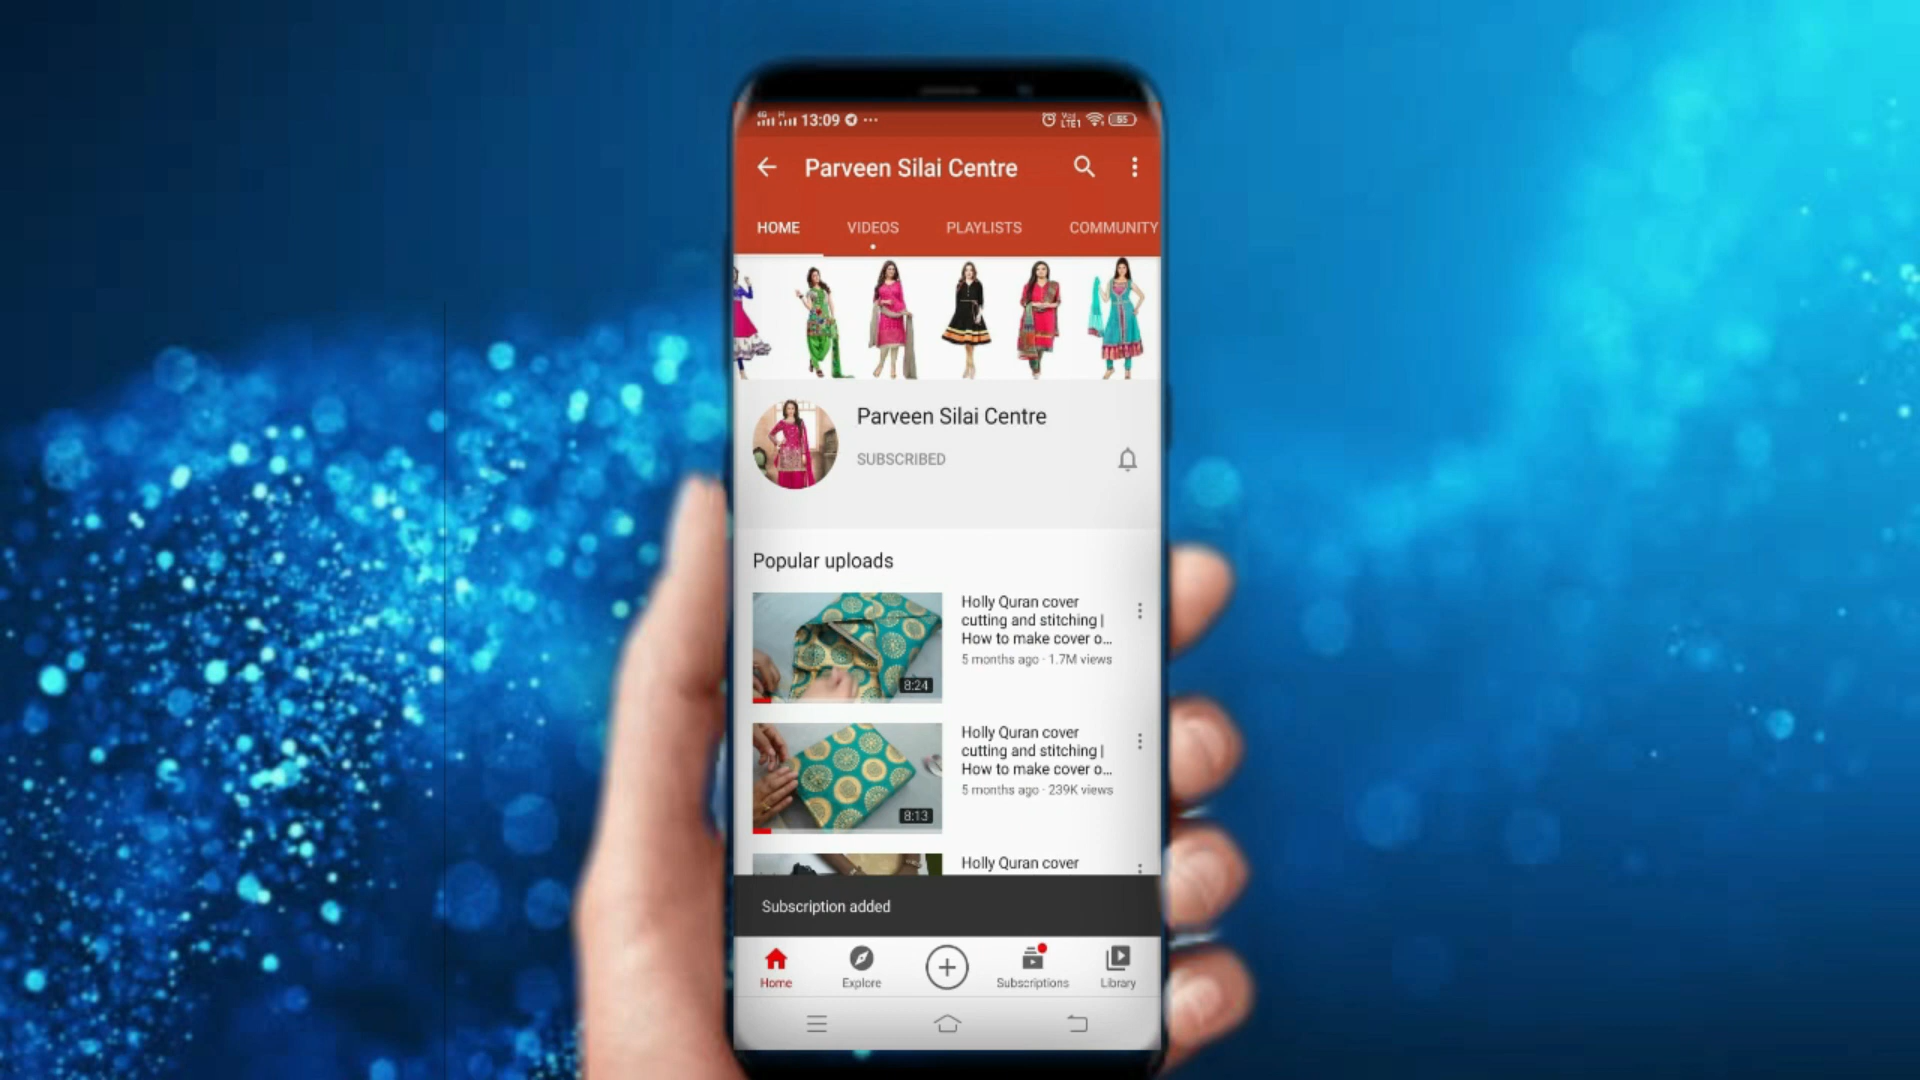 13:09
55
Parveen Silai Centre
HOME VIDEOS PLAYLISTS COMMUNITY
Parveen Silai Centre
SUBSCRIBED
Popular uploads
Holly Quran cover
cutting and stitching |
How to make cover o...
5 months ago · 1.7M views
8:24
Holly Quran cover
cutting and stitching |
How to make cover o...
5 months ago · 239K views
8:13
Holly Quran cover
Subscription added
Home Explore Subscriptions Library